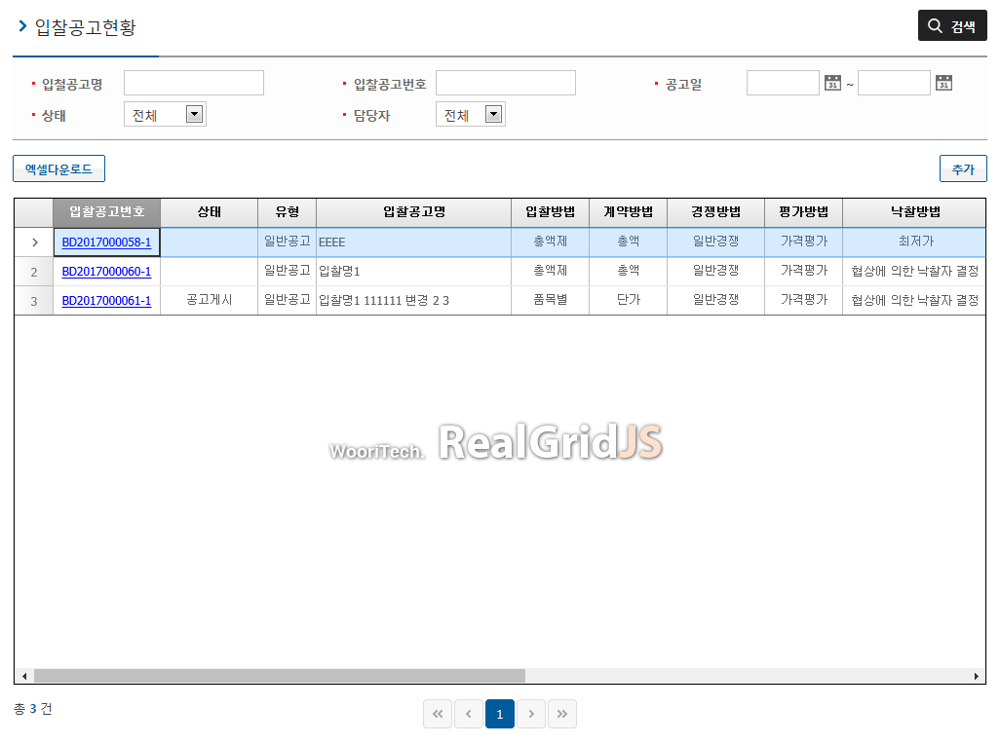 입찰공고현황
검색
입찰공고명 입찰공고번호 공고일 31 ~ 31
상태 전체 담당자 전체
엑셀다운로드 추가
입찰공고번호 상태 유형 입찰공고명 입찰방법 계약방법 경쟁방법 평가방법 낙찰방법
BD2017000058-1 일반공고 EEEE 총액제 총액 일반경쟁 가격평가 최저가
2 BD2017000060-1 일반공고 입찰명1 총액제 총액 일반경쟁 가격평가 협상에 의한 낙찰자 결정
3 BD2017000061-1 공고게시 일반공고 입찰명1 111111 변경 2 3 품목별 단가 일반경쟁 가격평가 협상에 의한 낙찰자 결정
WooriTech. RealGridJS
총 3 건
1